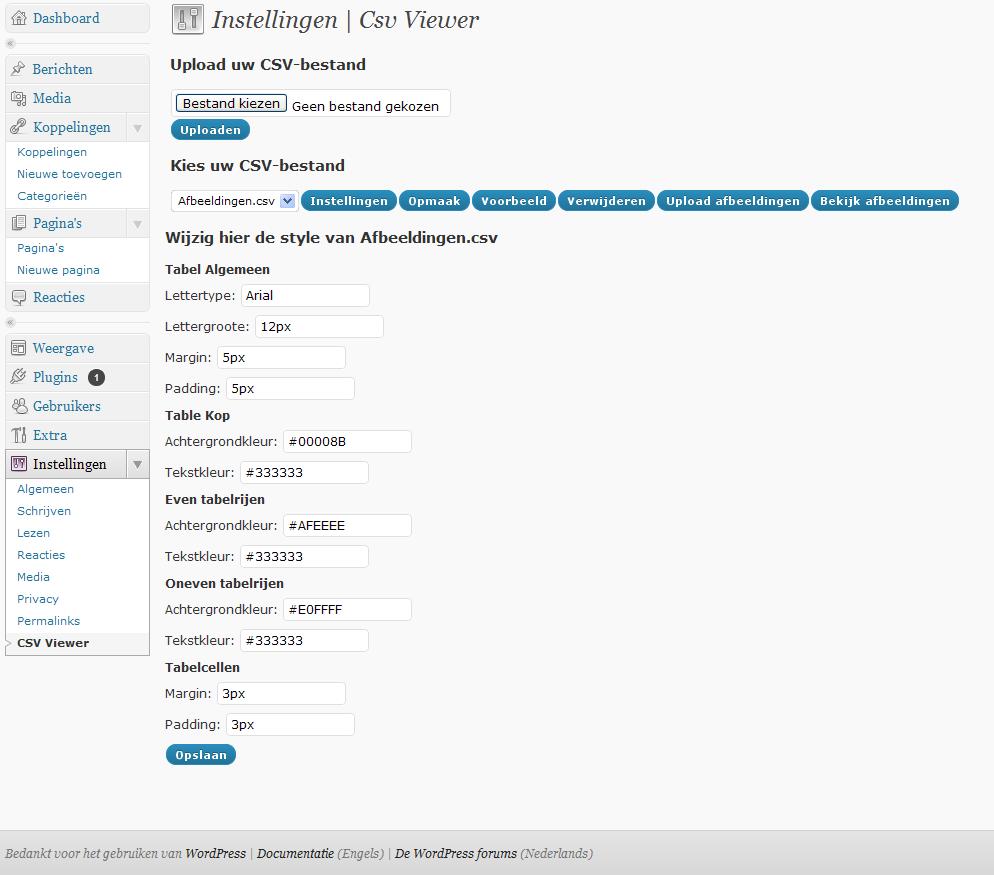 Dashboard
Berichten
Media
Koppelingen
Koppelingen
Nieuwe toevoegen
Categorieën
Pagina's
Pagina's
Nieuwe pagina
Reacties
Weergave
Plugins 1
Gebruikers
Extra
Instellingen
Algemeen
Schrijven
Lezen
Reacties
Media
Privacy
Permalinks
CSV Viewer
Instellingen | Csv Viewer
Upload uw CSV-bestand
Bestand kiezen Geen bestand gekozen
Uploaden
Kies uw CSV-bestand
Afbeeldingen.csv Instellingen Opmaak Voorbeeld Verwijderen Upload afbeeldingen Bekijk afbeeldingen
Wijzig hier de style van Afbeeldingen.csv
Tabel Algemeen
Lettertype: Arial
Lettergroote: 12px
Margin: 5px
Padding: 5px
Table Kop
Achtergrondkleur: #00008B
Tekstkleur: #333333
Even tabelrijen
Achtergrondkleur: #AFEEEE
Tekstkleur: #333333
Oneven tabelrijen
Achtergrondkleur: #E0FFFF
Tekstkleur: #333333
Tabelcellen
Margin: 3px
Padding: 3px
Opslaan
Bedankt voor het gebruiken van WordPress | Documentatie (Engels) | De WordPress forums (Nederlands)